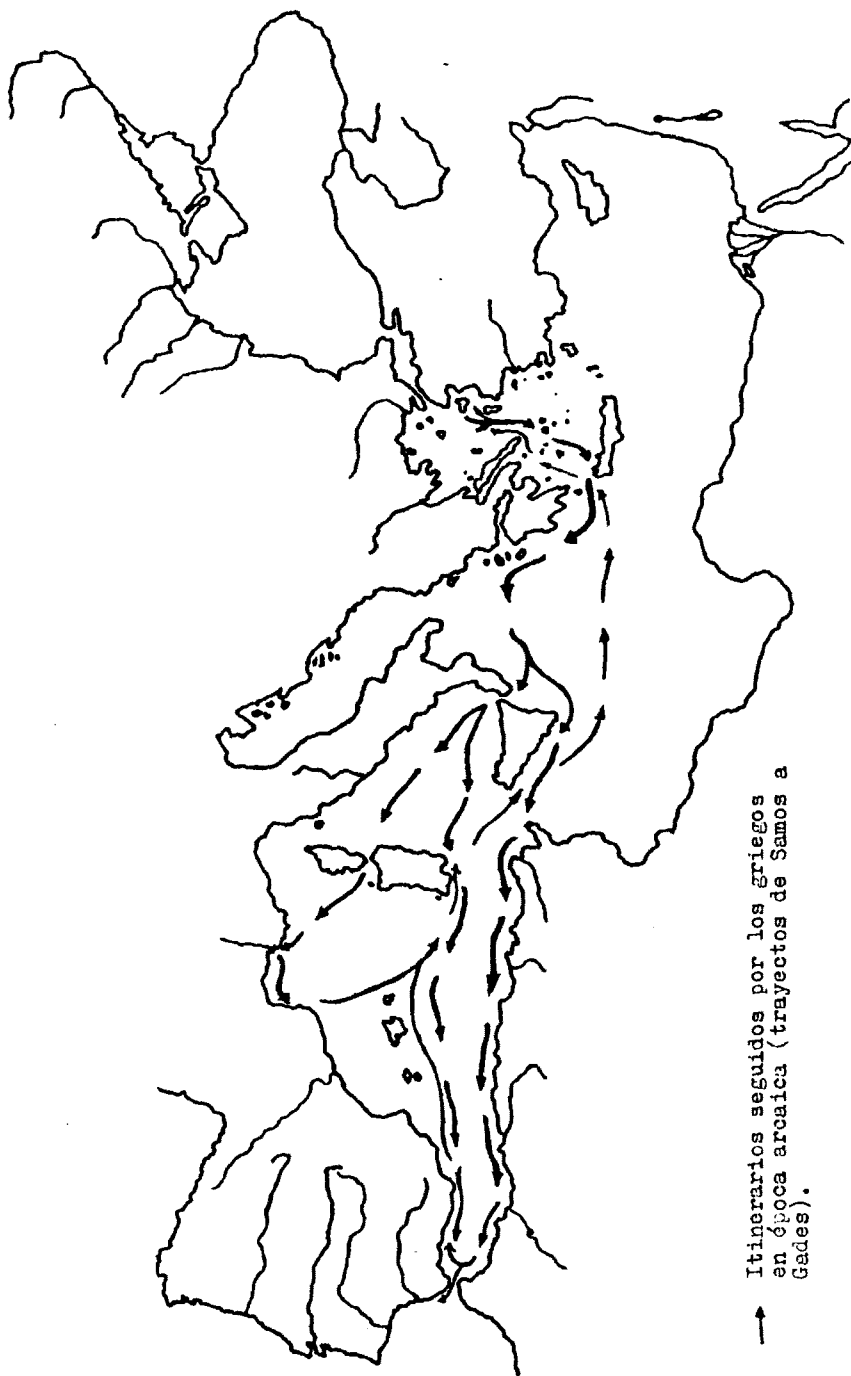 Itinerarios seguidos por los griegos
en época arcaica (trayectos de Samos a
Gades).